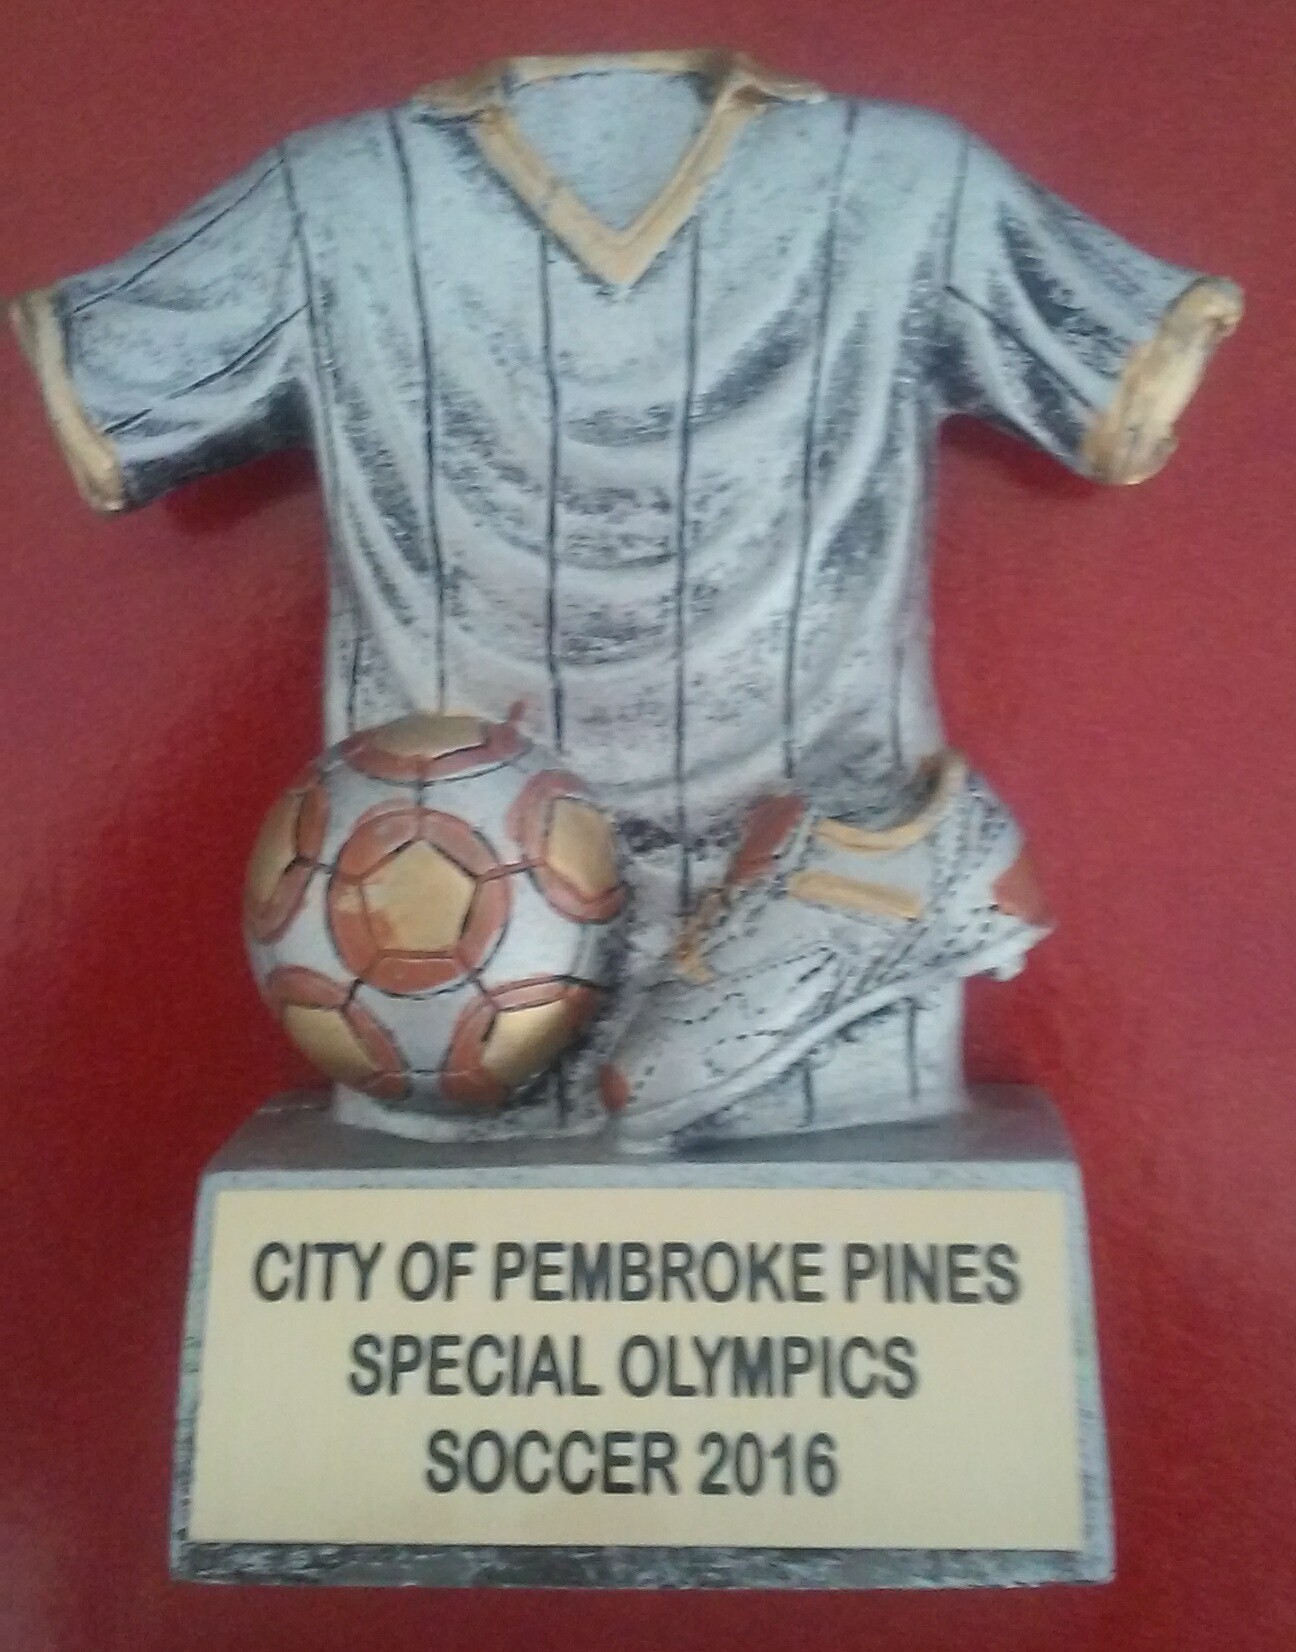 CITY OF PEMBROKE PINES
SPECIAL OLYMPICS
SOCCER 2016